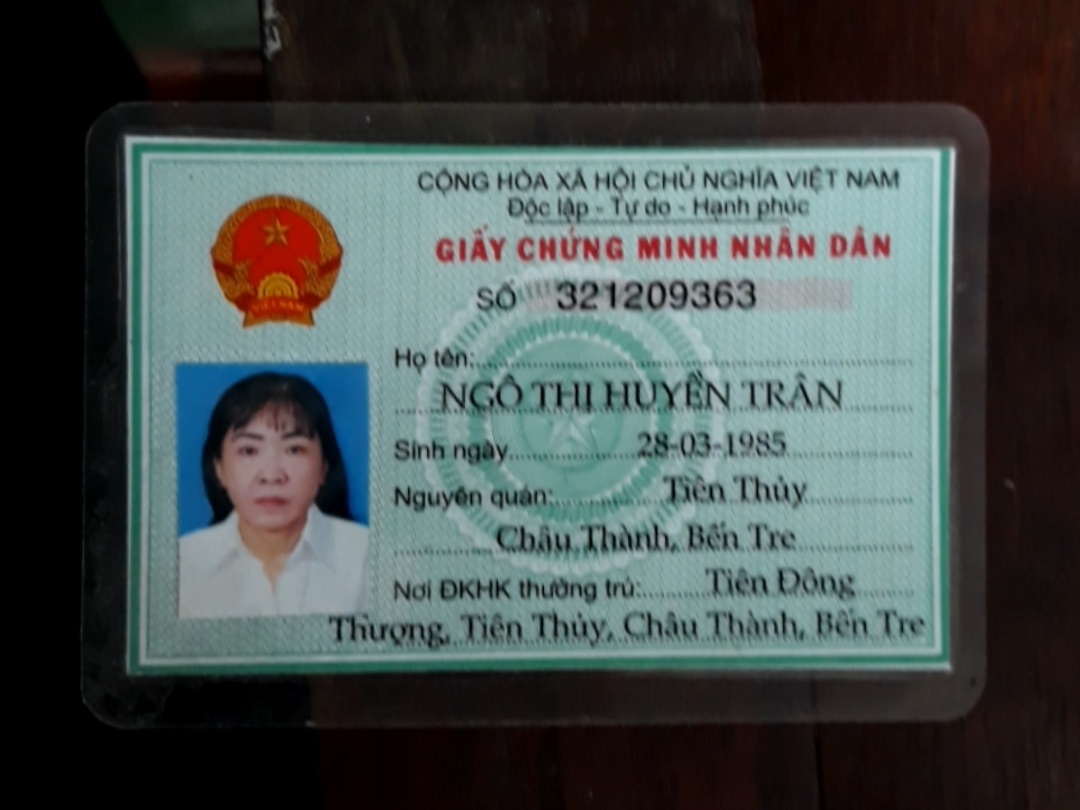 CỘNG HÒA XÃ HỘI CHỦ NGHĨA VIỆT NAM
Độc lập - Tự do - Hạnh phúc
GIẤY CHỨNG MINH NHÂN DÂN
SỐ 321209363
Họ tên:
NGÔ THỊ HUYỀN TRÂN
Sinh ngày 28-03-1985
Nguyên quán: Tiên Thủy
Châu Thành, Bến Tre
Nơi ĐKHK thường trú: Tiên Đông
Thượng, Tiên Thủy, Châu Thành, Bến Tre
VIỆT NAM